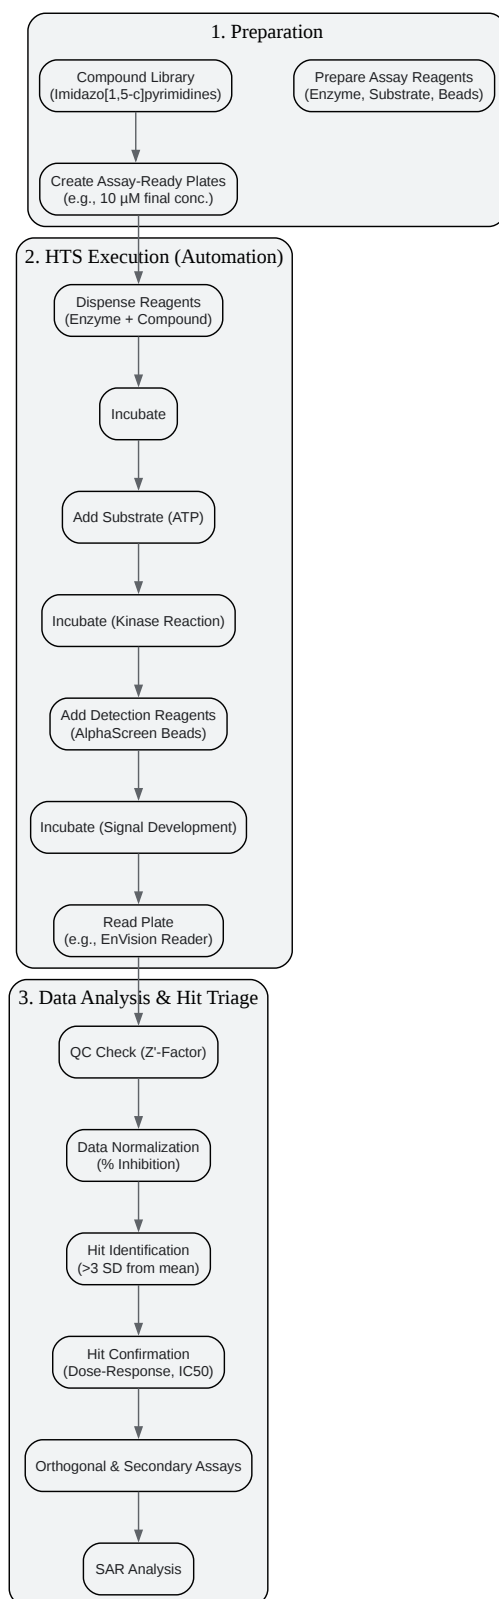 1. Preparation
Compound Library
(Imidazo[1,5-c]pyrimidines)
Prepare Assay Reagents
(Enzyme, Substrate, Beads)
Create Assay-Ready Plates
(e.g., 10 µM final conc.)
2. HTS Execution (Automation)
Dispense Reagents
(Enzyme + Compound)
Incubate
Add Substrate (ATP)
Incubate (Kinase Reaction)
Add Detection Reagents
(AlphaScreen Beads)
Incubate (Signal Development)
Read Plate
(e.g., EnVision Reader)
3. Data Analysis & Hit Triage
QC Check (Z'-Factor)
Data Normalization
(% Inhibition)
Hit Identification
(>3 SD from mean)
Hit Confirmation
(Dose-Response, IC50)
Orthogonal & Secondary Assays
SAR Analysis